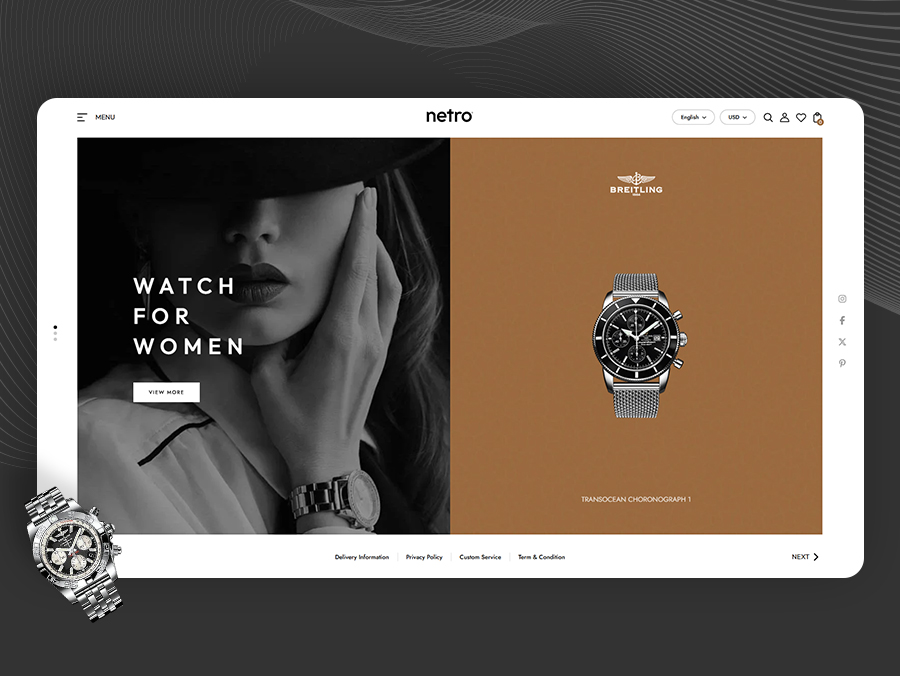 MENU
netro
English
USD
0
BREITLING
WATCH
FOR
WOMEN
VIEW MORE
TRANSOCEAN CHORONOGRAPH 1
Delivery Information
Privacy Policy
Custom Service
Term & Condition
NEXT